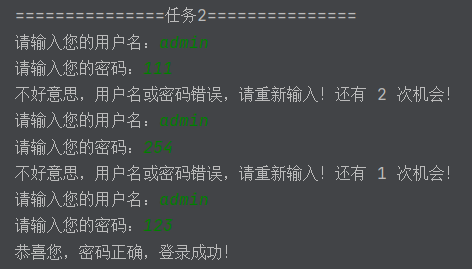 ===============任务2===============
请输入您的用户名：admin
请输入您的密码：111
不好意思，用户名或密码错误，请重新输入！还有 2 次机会！
请输入您的用户名：admin
请输入您的密码：254
不好意思，用户名或密码错误，请重新输入！还有 1 次机会！
请输入您的用户名：admin
请输入您的密码：123
恭喜您，密码正确，登录成功！